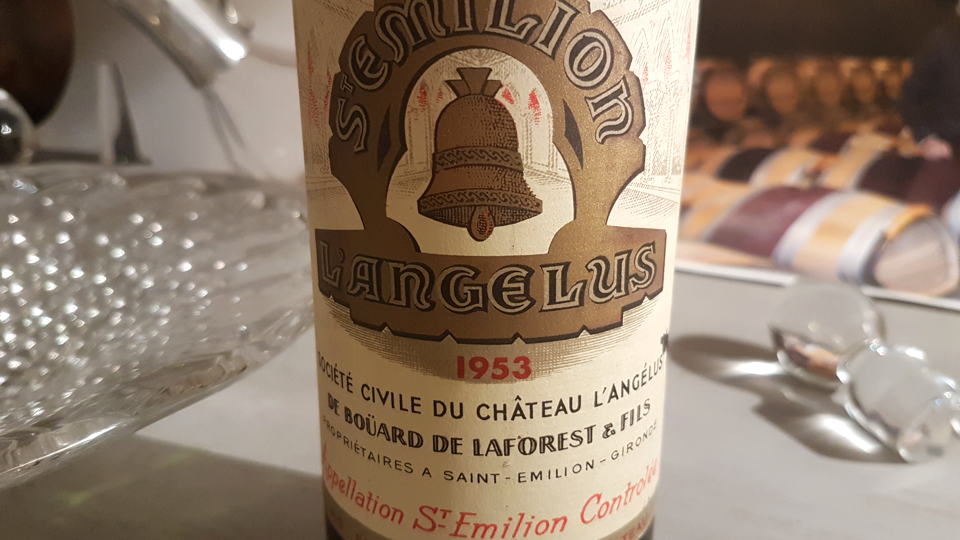 ST EMILION
L'ANGELUS
1953
SOCIÉTÉ CIVILE DU CHÂTEAU L'ANGÉLUS
DE BOÜARD DE LAFOREST & FILS
PROPRIÉTAIRES A SAINT-EMILION-GIRONDE
Appellation ST-Emilion Controlée